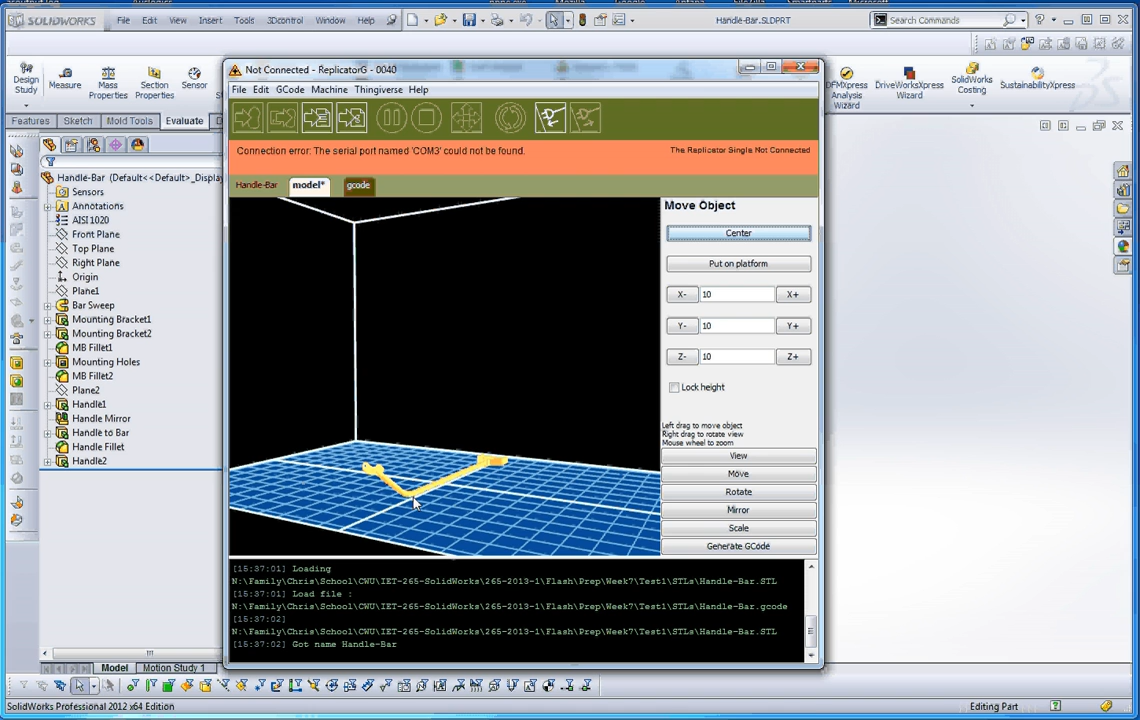 SOLIDWORKS
File Edit View Insert Tools 3Dcontrol Window Help
Handle-Bar.SLDPRT
Search Commands
Design Study
Measure
Mass Properties
Section Properties
Sensor
DFMXpress Analysis Wizard
DriveWorksXpress Wizard
SolidWorks Costing
SustainabilityXpress
Features Sketch Mold Tools Evaluate
Not Connected - ReplicatorG - 0040
File Edit GCode Machine Thingiverse Help
Connection error: The serial port named 'COM3' could not be found.
The Replicator Single Not Connected
Handle-Bar model* gcode
Handle-Bar (Default<<Default>_Display
Sensors
Annotations
AISI 1020
Front Plane
Top Plane
Right Plane
Origin
Plane1
Bar Sweep
Mounting Bracket1
Mounting Bracket2
MB Fillet1
Mounting Holes
MB Fillet2
Plane2
Handle1
Handle Mirror
Handle to Bar
Handle Fillet
Handle2
Move Object
Center
Put on platform
X- 10 X+
Y- 10 Y+
Z- 10 Z+
Lock height
Left drag to move object
Right drag to rotate view
Mouse wheel to zoom
View
Move
Rotate
Mirror
Scale
Generate GCode
[15:37:01] Loading
N:\Family\Chris\School\CWU\IET-265-SolidWorks\265-2013-1\Flash\Prep\Week7\Test1\STLs\Handle-Bar.STL
[15:37:01] Load file :
N:\Family\Chris\School\CWU\IET-265-SolidWorks\265-2013-1\Flash\Prep\Week7\Test1\STLs\Handle-Bar.gcode
[15:37:02]
N:\Family\Chris\School\CWU\IET-265-SolidWorks\265-2013-1\Flash\Prep\Week7\Test1\STLs\Handle-Bar.STL
[15:37:02] Got name Handle-Bar
Model Motion Study 1
SolidWorks Professional 2012 x64 Edition
Editing Part